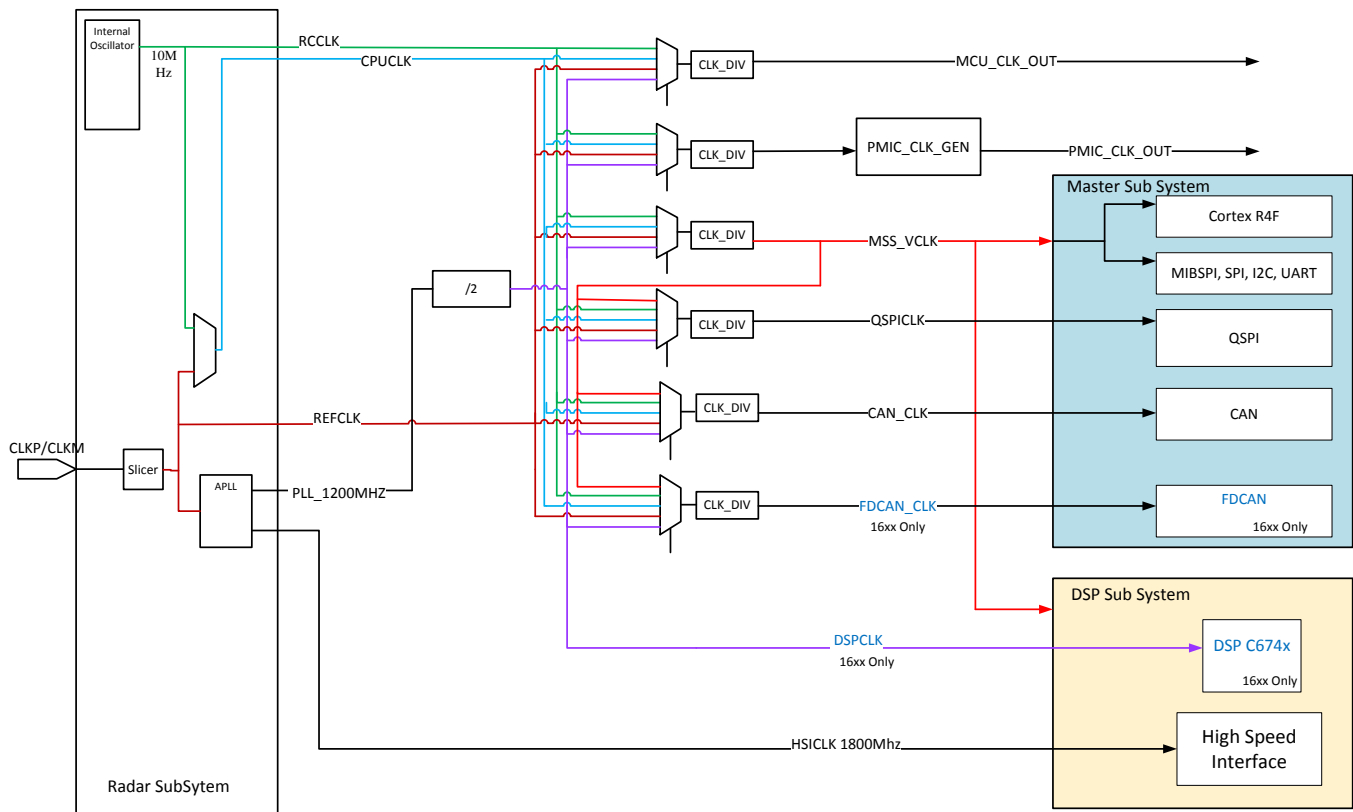 Internal
Oscillator
10M
Hz
RCCLK
CPUCLK
CLK_DIV
MCU_CLK_OUT
CLK_DIV
PMIC_CLK_GEN
PMIC_CLK_OUT
Master Sub System
Cortex R4F
CLK_DIV
MSS_VCLK
MIBSPI, SPI, I2C, UART
/2
CLK_DIV
QSPICLK
QSPI
REFCLK
CLK_DIV
CAN_CLK
CAN
CLKP/CLKM
Slicer
APLL
PLL_1200MHZ
CLK_DIV
FDCAN_CLK
16xx Only
FDCAN
16xx Only
DSP Sub System
DSPCLK
16xx Only
DSP C674x
16xx Only
HSICLK 1800Mhz
High Speed
Interface
Radar SubSytem